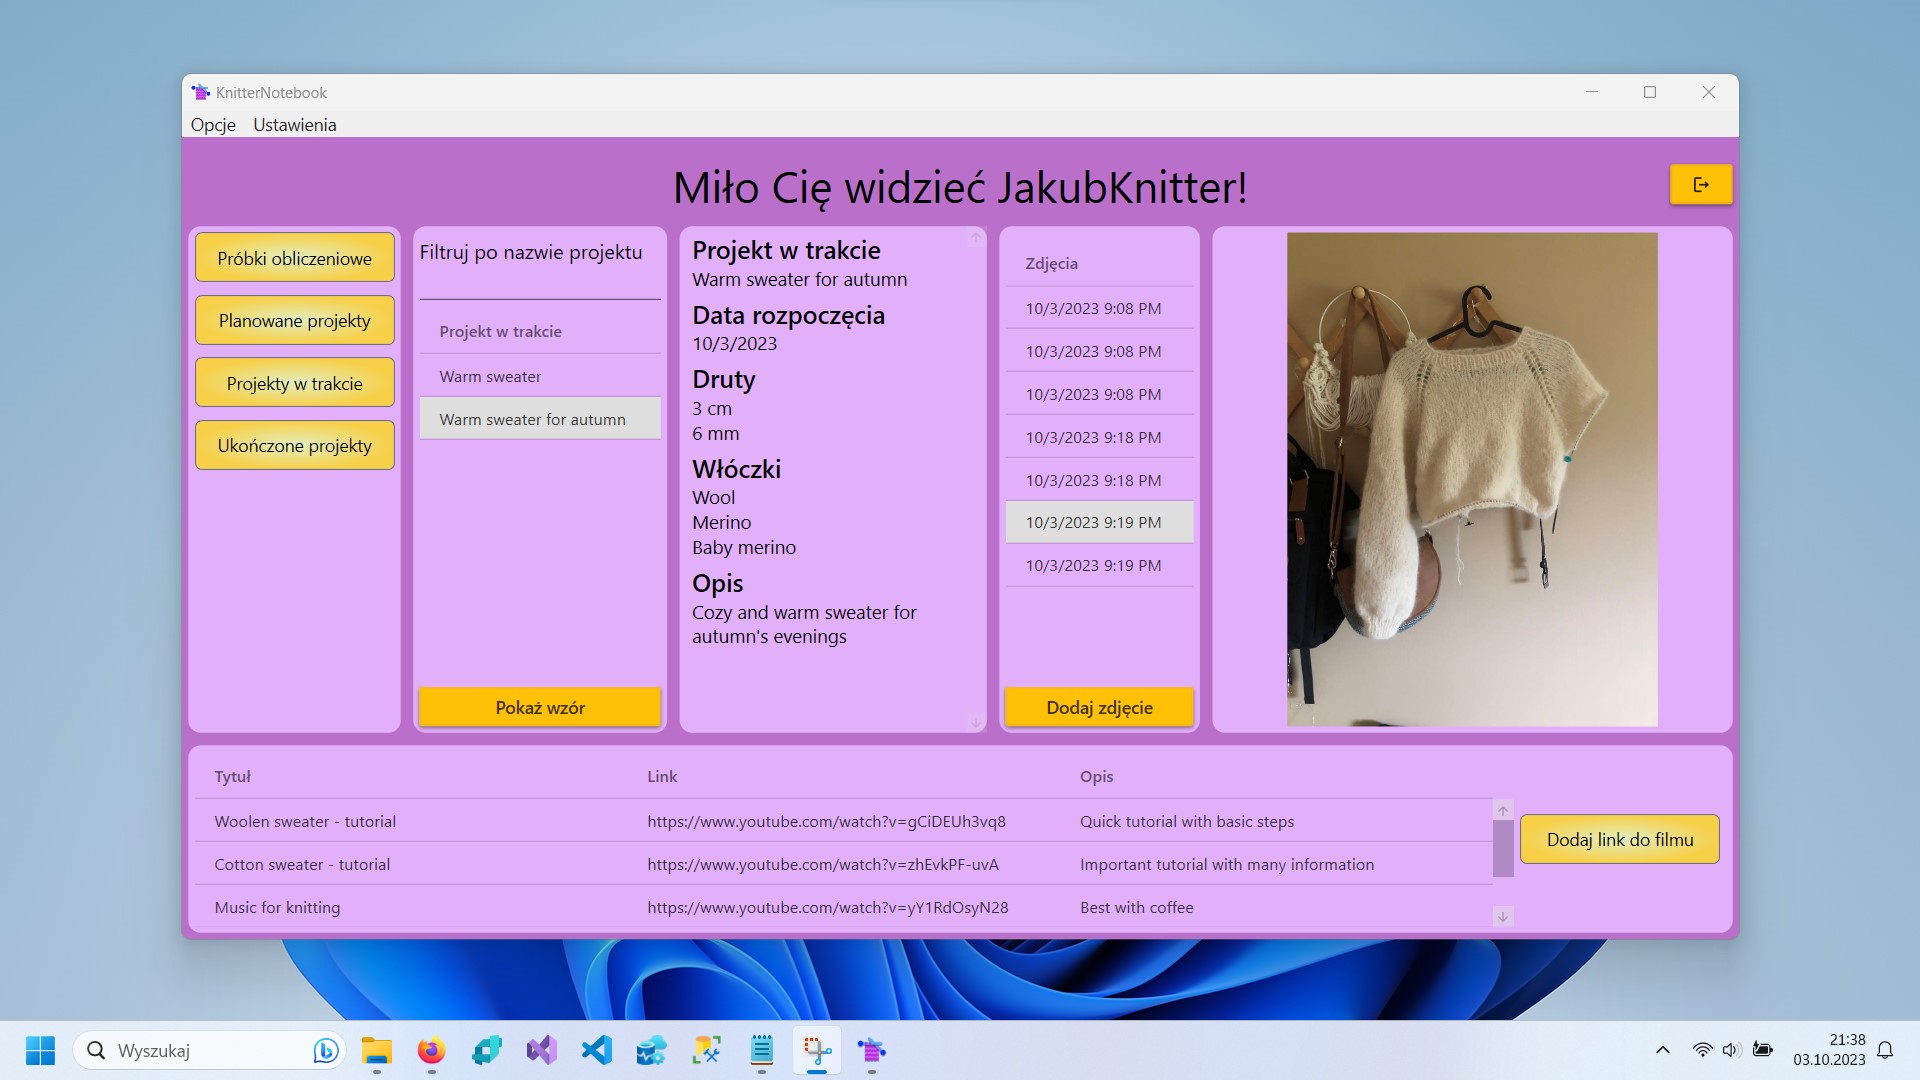 KnitterNotebook
Opcje Ustawienia
Miło Cię widzieć JakubKnitter!
Próbki obliczeniowe
Planowane projekty
Projekty w trakcie
Ukończone projekty
Filtruj po nazwie projektu
Projekt w trakcie
Warm sweater
Warm sweater for autumn
Pokaż wzór
Projekt w trakcie
Warm sweater for autumn
Data rozpoczęcia
10/3/2023
Druty
3 cm
6 mm
Włóczki
Wool
Merino
Baby merino
Opis
Cozy and warm sweater for
autumn's evenings
Zdjęcia
10/3/2023 9:08 PM
10/3/2023 9:08 PM
10/3/2023 9:08 PM
10/3/2023 9:18 PM
10/3/2023 9:18 PM
10/3/2023 9:19 PM
10/3/2023 9:19 PM
Dodaj zdjęcie
Tytuł Link Opis
Woolen sweater - tutorial https://www.youtube.com/watch?v=gCiDEUh3vq8 Quick tutorial with basic steps
Cotton sweater - tutorial https://www.youtube.com/watch?v=zhEvkPF-uvA Important tutorial with many information
Music for knitting https://www.youtube.com/watch?v=yY1RdOsyN28 Best with coffee
Dodaj link do filmu
Wyszukaj
21:38
03.10.2023